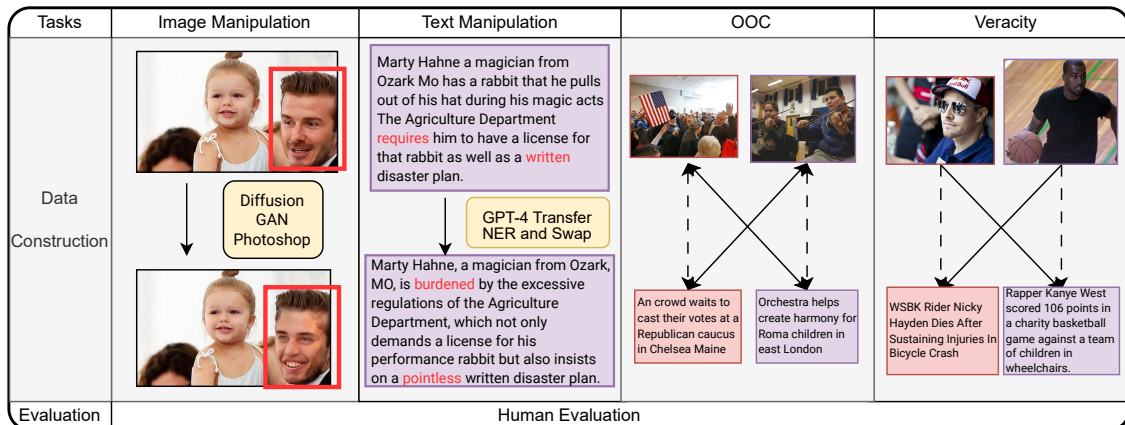 Tasks
Image Manipulation
Text Manipulation
OOC
Veracity
Data
Construction
Diffusion
GAN
Photoshop
Marty Hahne a magician from
Ozark Mo has a rabbit that he pulls
out of his hat during his magic acts
The Agriculture Department
requires him to have a license for
that rabbit as well as a written
disaster plan.
GPT-4 Transfer
NER and Swap
Marty Hahne, a magician from Ozark,
MO, is burdened by the excessive
regulations of the Agriculture
Department, which not only
demands a license for his
performance rabbit but also insists
on a pointless written disaster plan.
An crowd waits to
cast their votes at a
Republican caucus
in Chelsea Maine
Orchestra helps
create harmony for
Roma children in
east London
Red Bull
WSBK Rider Nicky
Hayden Dies After
Sustaining Injuries In
Bicycle Crash
Rapper Kanye West
scored 106 points in
a charity basketball
game against a team
of children in
wheelchairs.
Evaluation
Human Evaluation